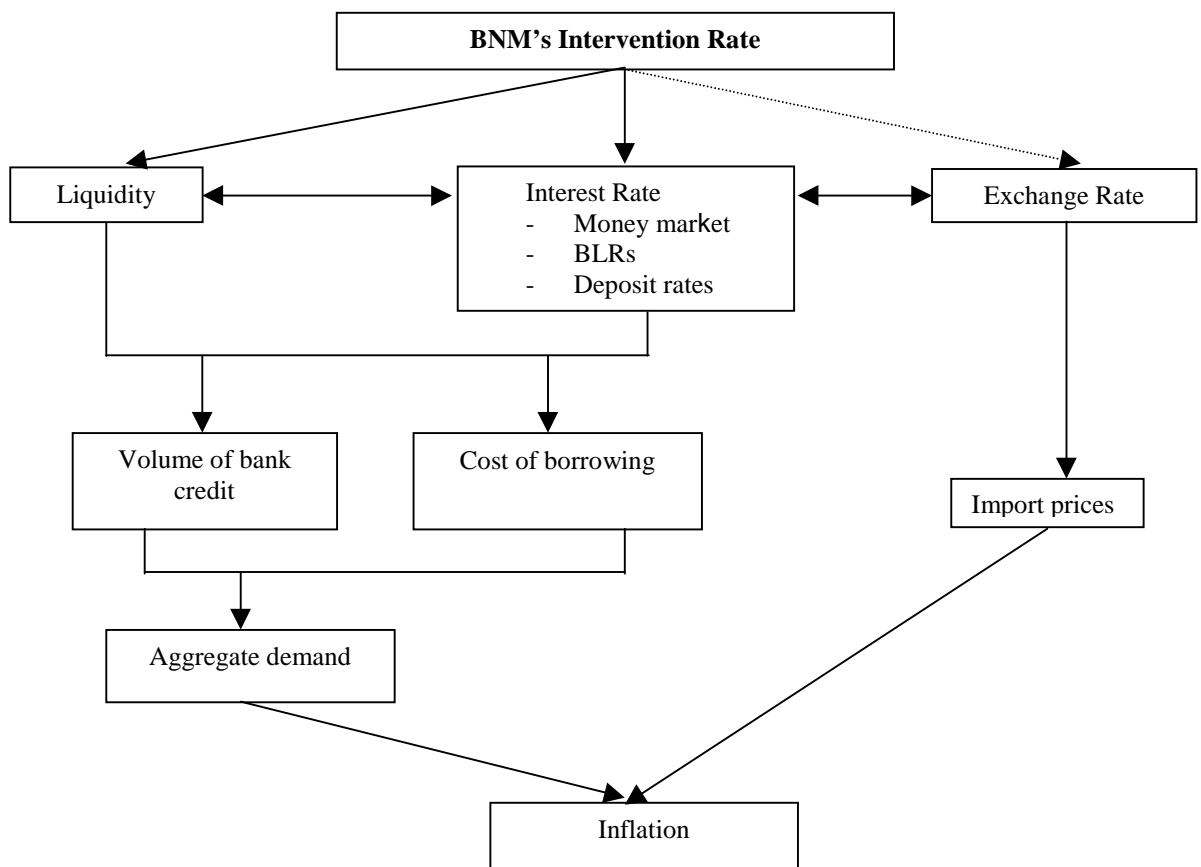 BNM’s Intervention Rate
Liquidity
Interest Rate
- Money market
- BLRs
- Deposit rates
Exchange Rate
Volume of bank
credit
Cost of borrowing
Import prices
Aggregate demand
Inflation